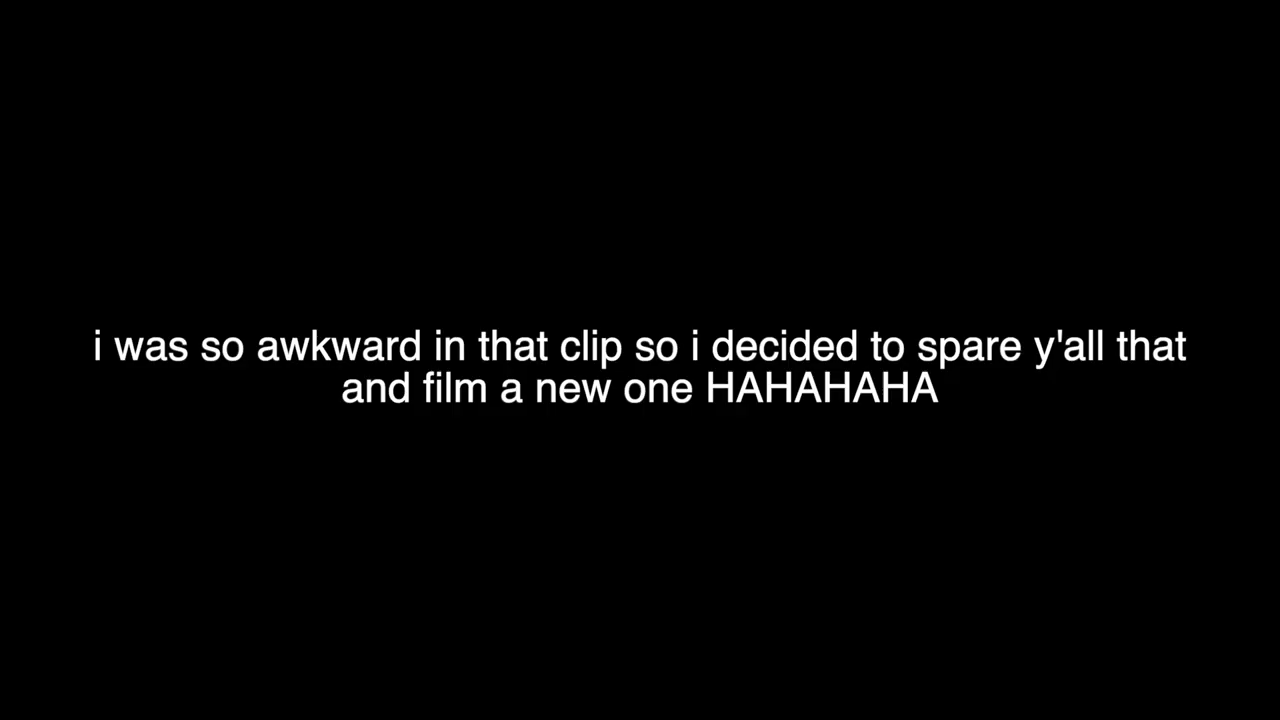 i was so awkward in that clip so i decided to spare y'all that
and film a new one HAHAHAHA